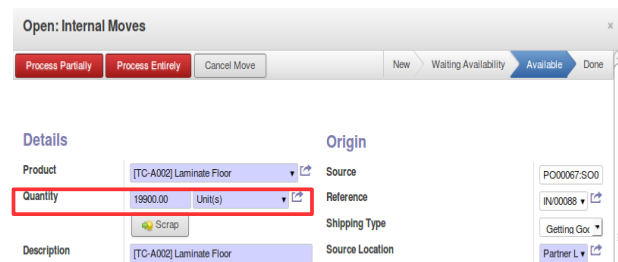 Open: Internal Moves x
Process Partially Process Entirely Cancel Move New Waiting Availability Available Done
Details Origin
Product [TC-A002] Laminate Floor Source PO00067:SO0
Quantity 19900.00 Unit(s) Reference IN/00088
Scrap Shipping Type Getting Goo
Description [TC-A002] Laminate Floor Source Location Partner L